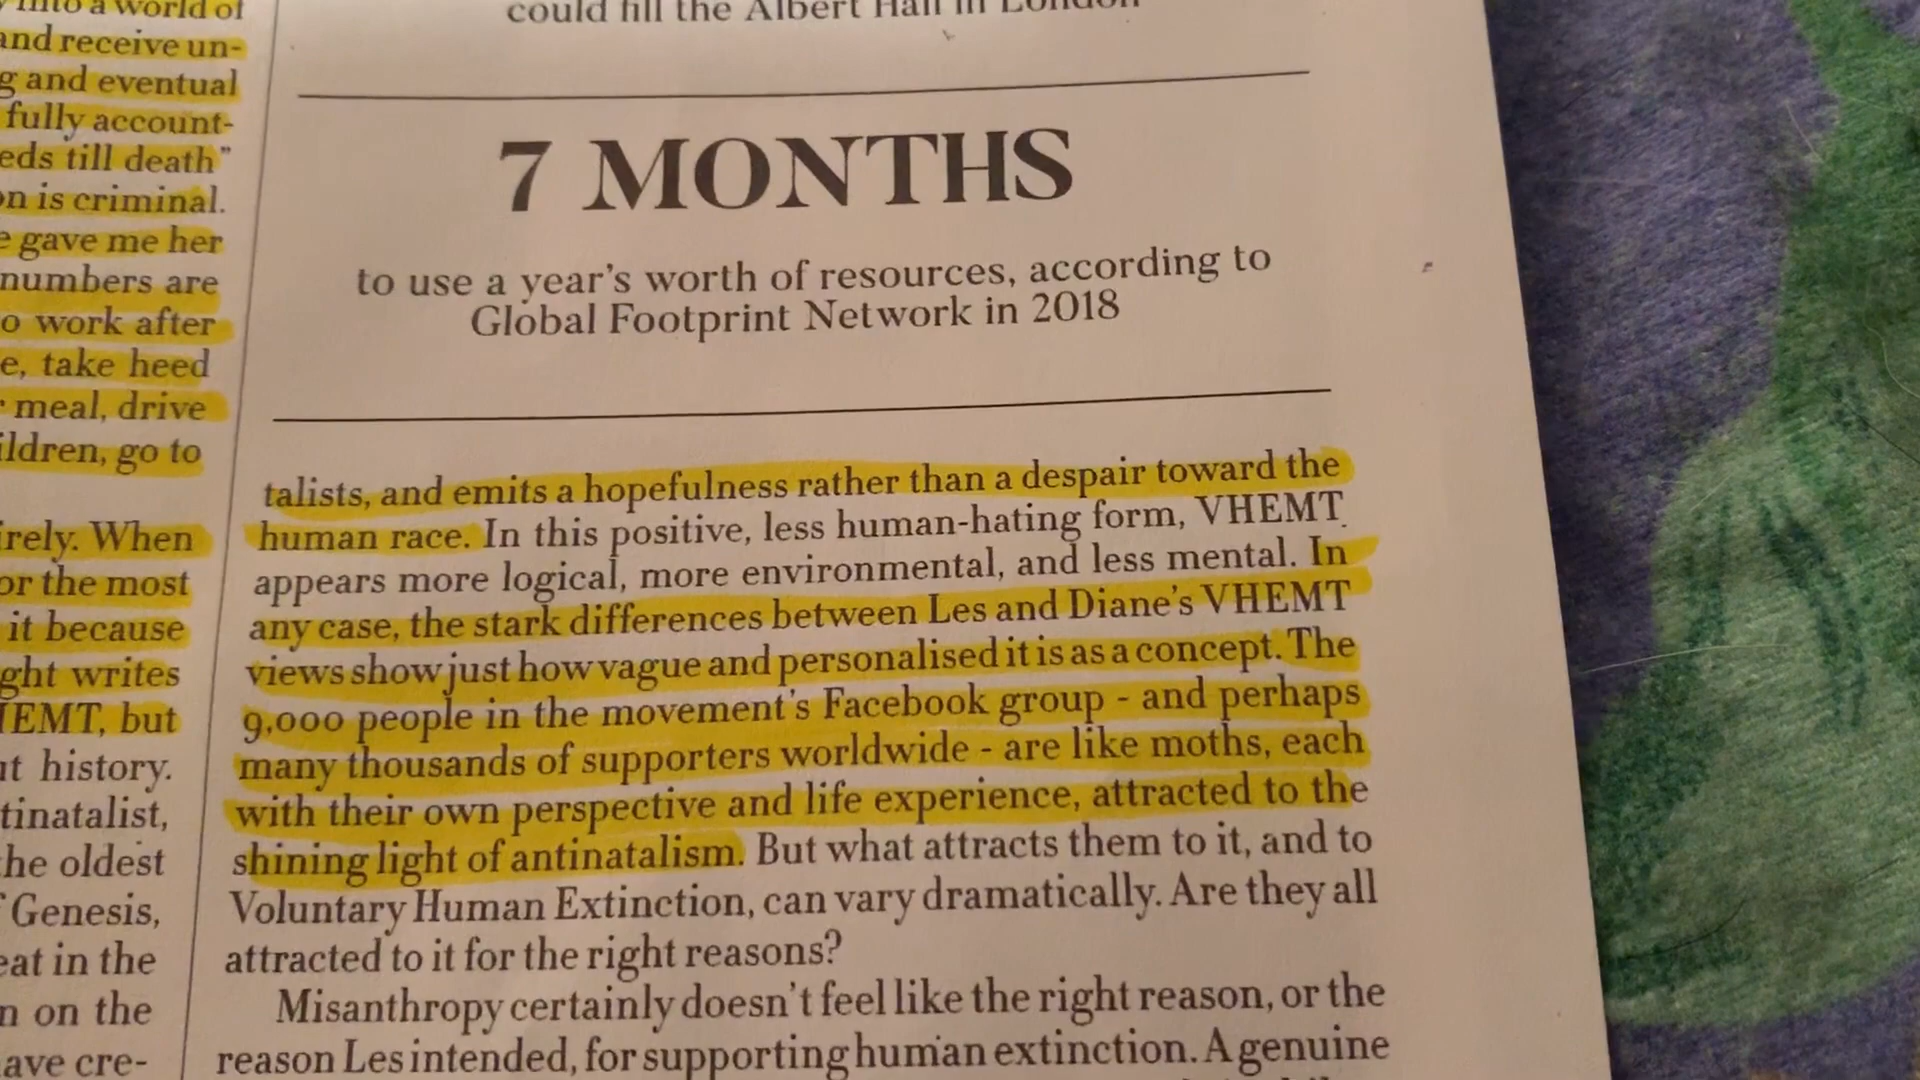 into a world of
and receive un-
g and eventual
fully account-
eds till death"
on is criminal.
e gave me her
numbers are
o work after
e, take heed
meal, drive
ildren, go to
irely. When
or the most
it because
ght writes
HEMT, but
ut history.
tinatalist,
he oldest
Genesis,
eat in the
n on the
ave cre-
could fill the Albert Hall in London
7 MONTHS
to use a year's worth of resources, according to
Global Footprint Network in 2018
talists, and emits a hopefulness rather than a despair toward the
human race. In this positive, less human-hating form, VHEMT
appears more logical, more environmental, and less mental. In
any case, the stark differences between Les and Diane's VHEMT
views show just how vague and personalised it is as a concept. The
9,000 people in the movement's Facebook group - and perhaps
many thousands of supporters worldwide - are like moths, each
with their own perspective and life experience, attracted to the
shining light of antinatalism. But what attracts them to it, and to
Voluntary Human Extinction, can vary dramatically. Are they all
attracted to it for the right reasons?
Misanthropy certainly doesn't feel like the right reason, or the
reason Les intended, for supporting human extinction. A genuine